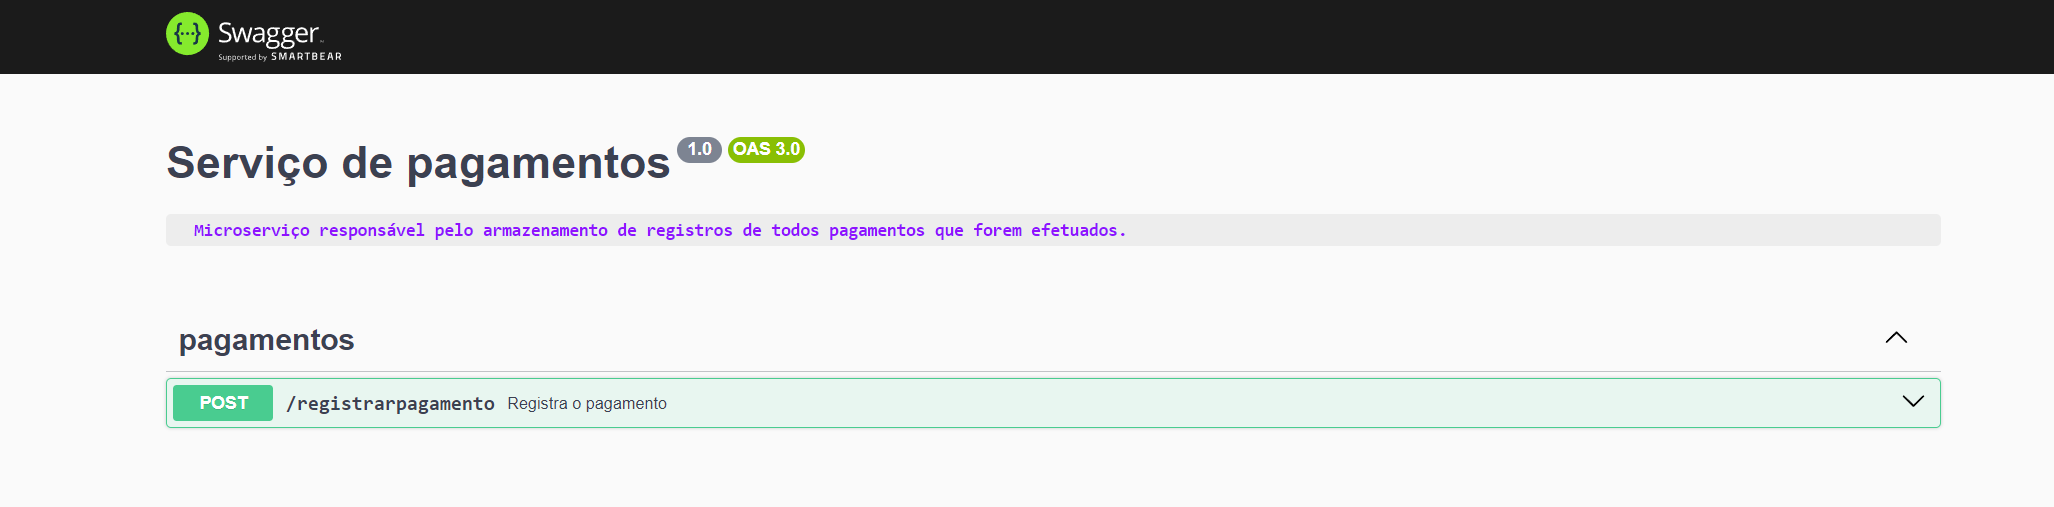 {···} Swagger
Supported by SMARTBEAR
Serviço de pagamentos 1.0 OAS 3.0
Microserviço responsável pelo armazenamento de registros de todos pagamentos que forem efetuados.
pagamentos
POST /registrarpagamento Registra o pagamento